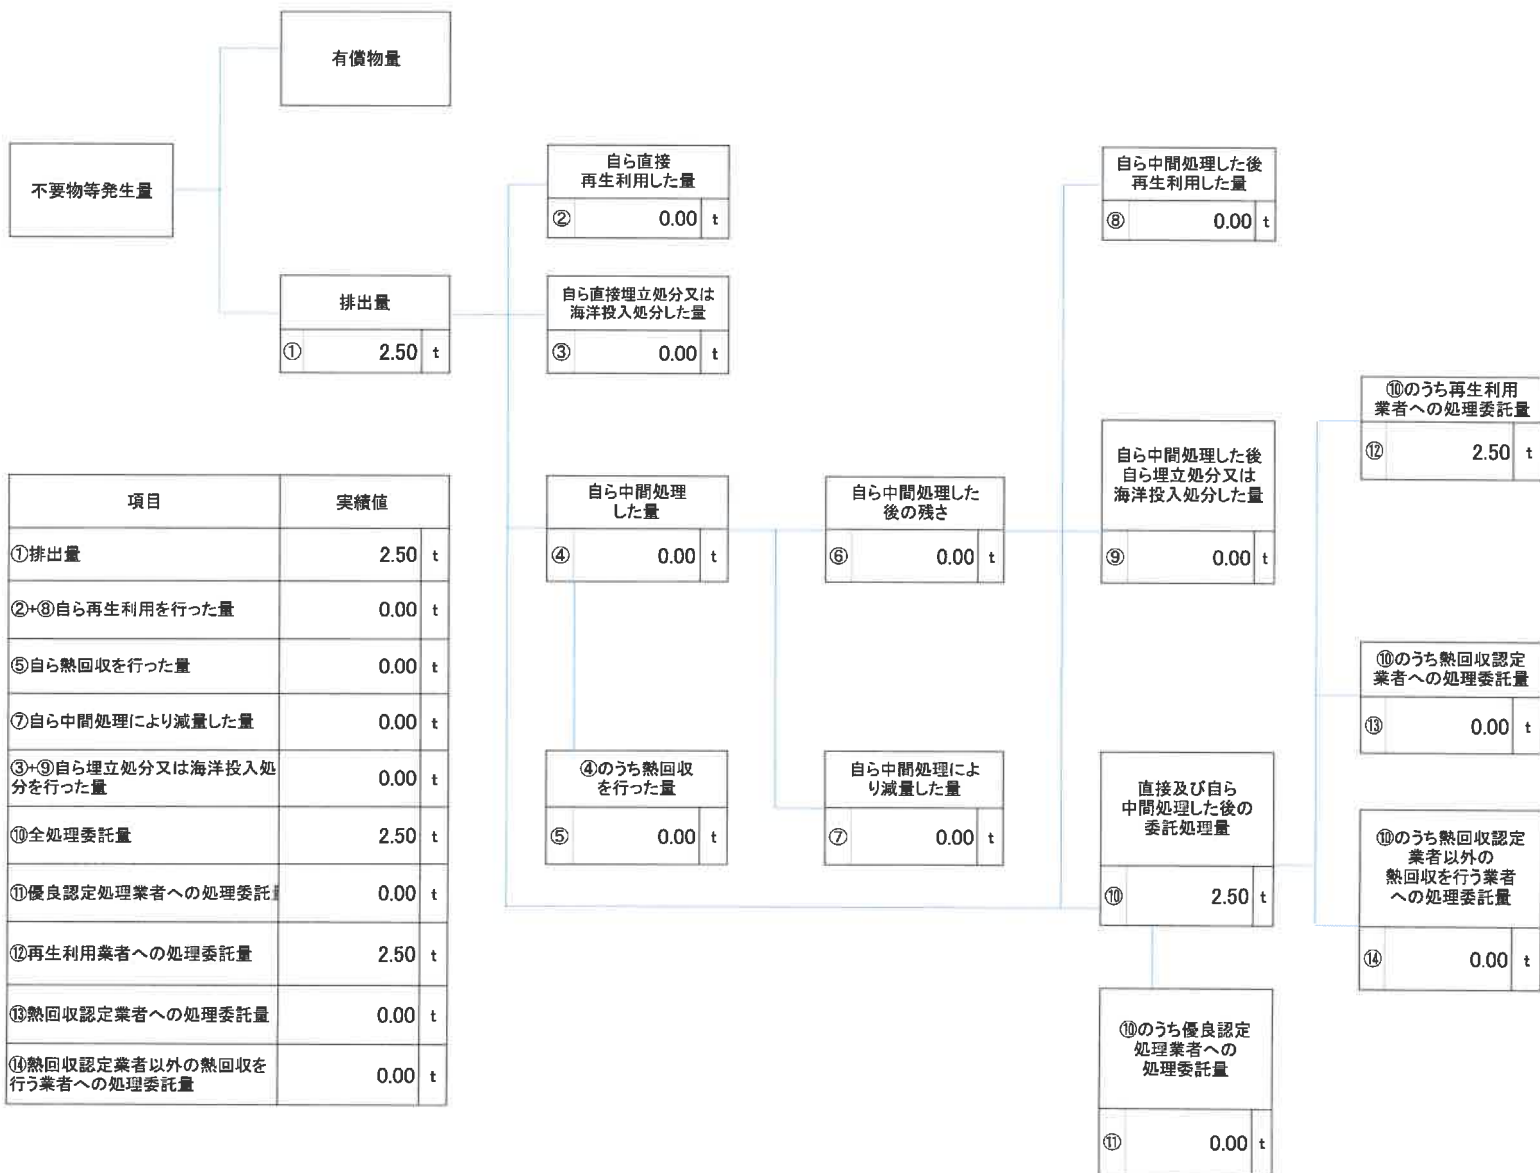 有償物量
不要物等発生量
排出量
① 2.50 t
自ら直接
再生利用した量
② 0.00 t
自ら直接埋立処分又は
海洋投入処分した量
③ 0.00 t
自ら中間処理
した量
④ 0.00 t
④のうち熱回収
を行った量
⑤ 0.00 t
自ら中間処理した
後の残さ
⑥ 0.00 t
自ら中間処理によ
り減量した量
⑦ 0.00 t
自ら中間処理した後
再生利用した量
⑧ 0.00 t
自ら中間処理した後
自ら埋立処分又は
海洋投入処分した量
⑨ 0.00 t
直接及び自ら
中間処理した後の
委託処理量
⑩ 2.50 t
⑩のうち優良認定
処理業者への
処理委託量
⑪ 0.00 t
⑩のうち再生利用
業者への処理委託量
⑫ 2.50 t
⑩のうち熱回収認定
業者への処理委託量
⑬ 0.00 t
⑩のうち熱回収認定
業者以外の
熱回収を行う業者
への処理委託量
⑭ 0.00 t
項目 実績値
①排出量 2.50 t
②+⑧自ら再生利用を行った量 0.00 t
⑤自ら熱回収を行った量 0.00 t
⑦自ら中間処理により減量した量 0.00 t
③+⑨自ら埋立処分又は海洋投入処
分を行った量 0.00 t
⑩全処理委託量 2.50 t
⑪優良認定処理業者への処理委託 0.00 t
⑫再生利用業者への処理委託量 2.50 t
⑬熱回収認定業者への処理委託量 0.00 t
⑭熱回収認定業者以外の熱回収を
行う業者への処理委託量 0.00 t